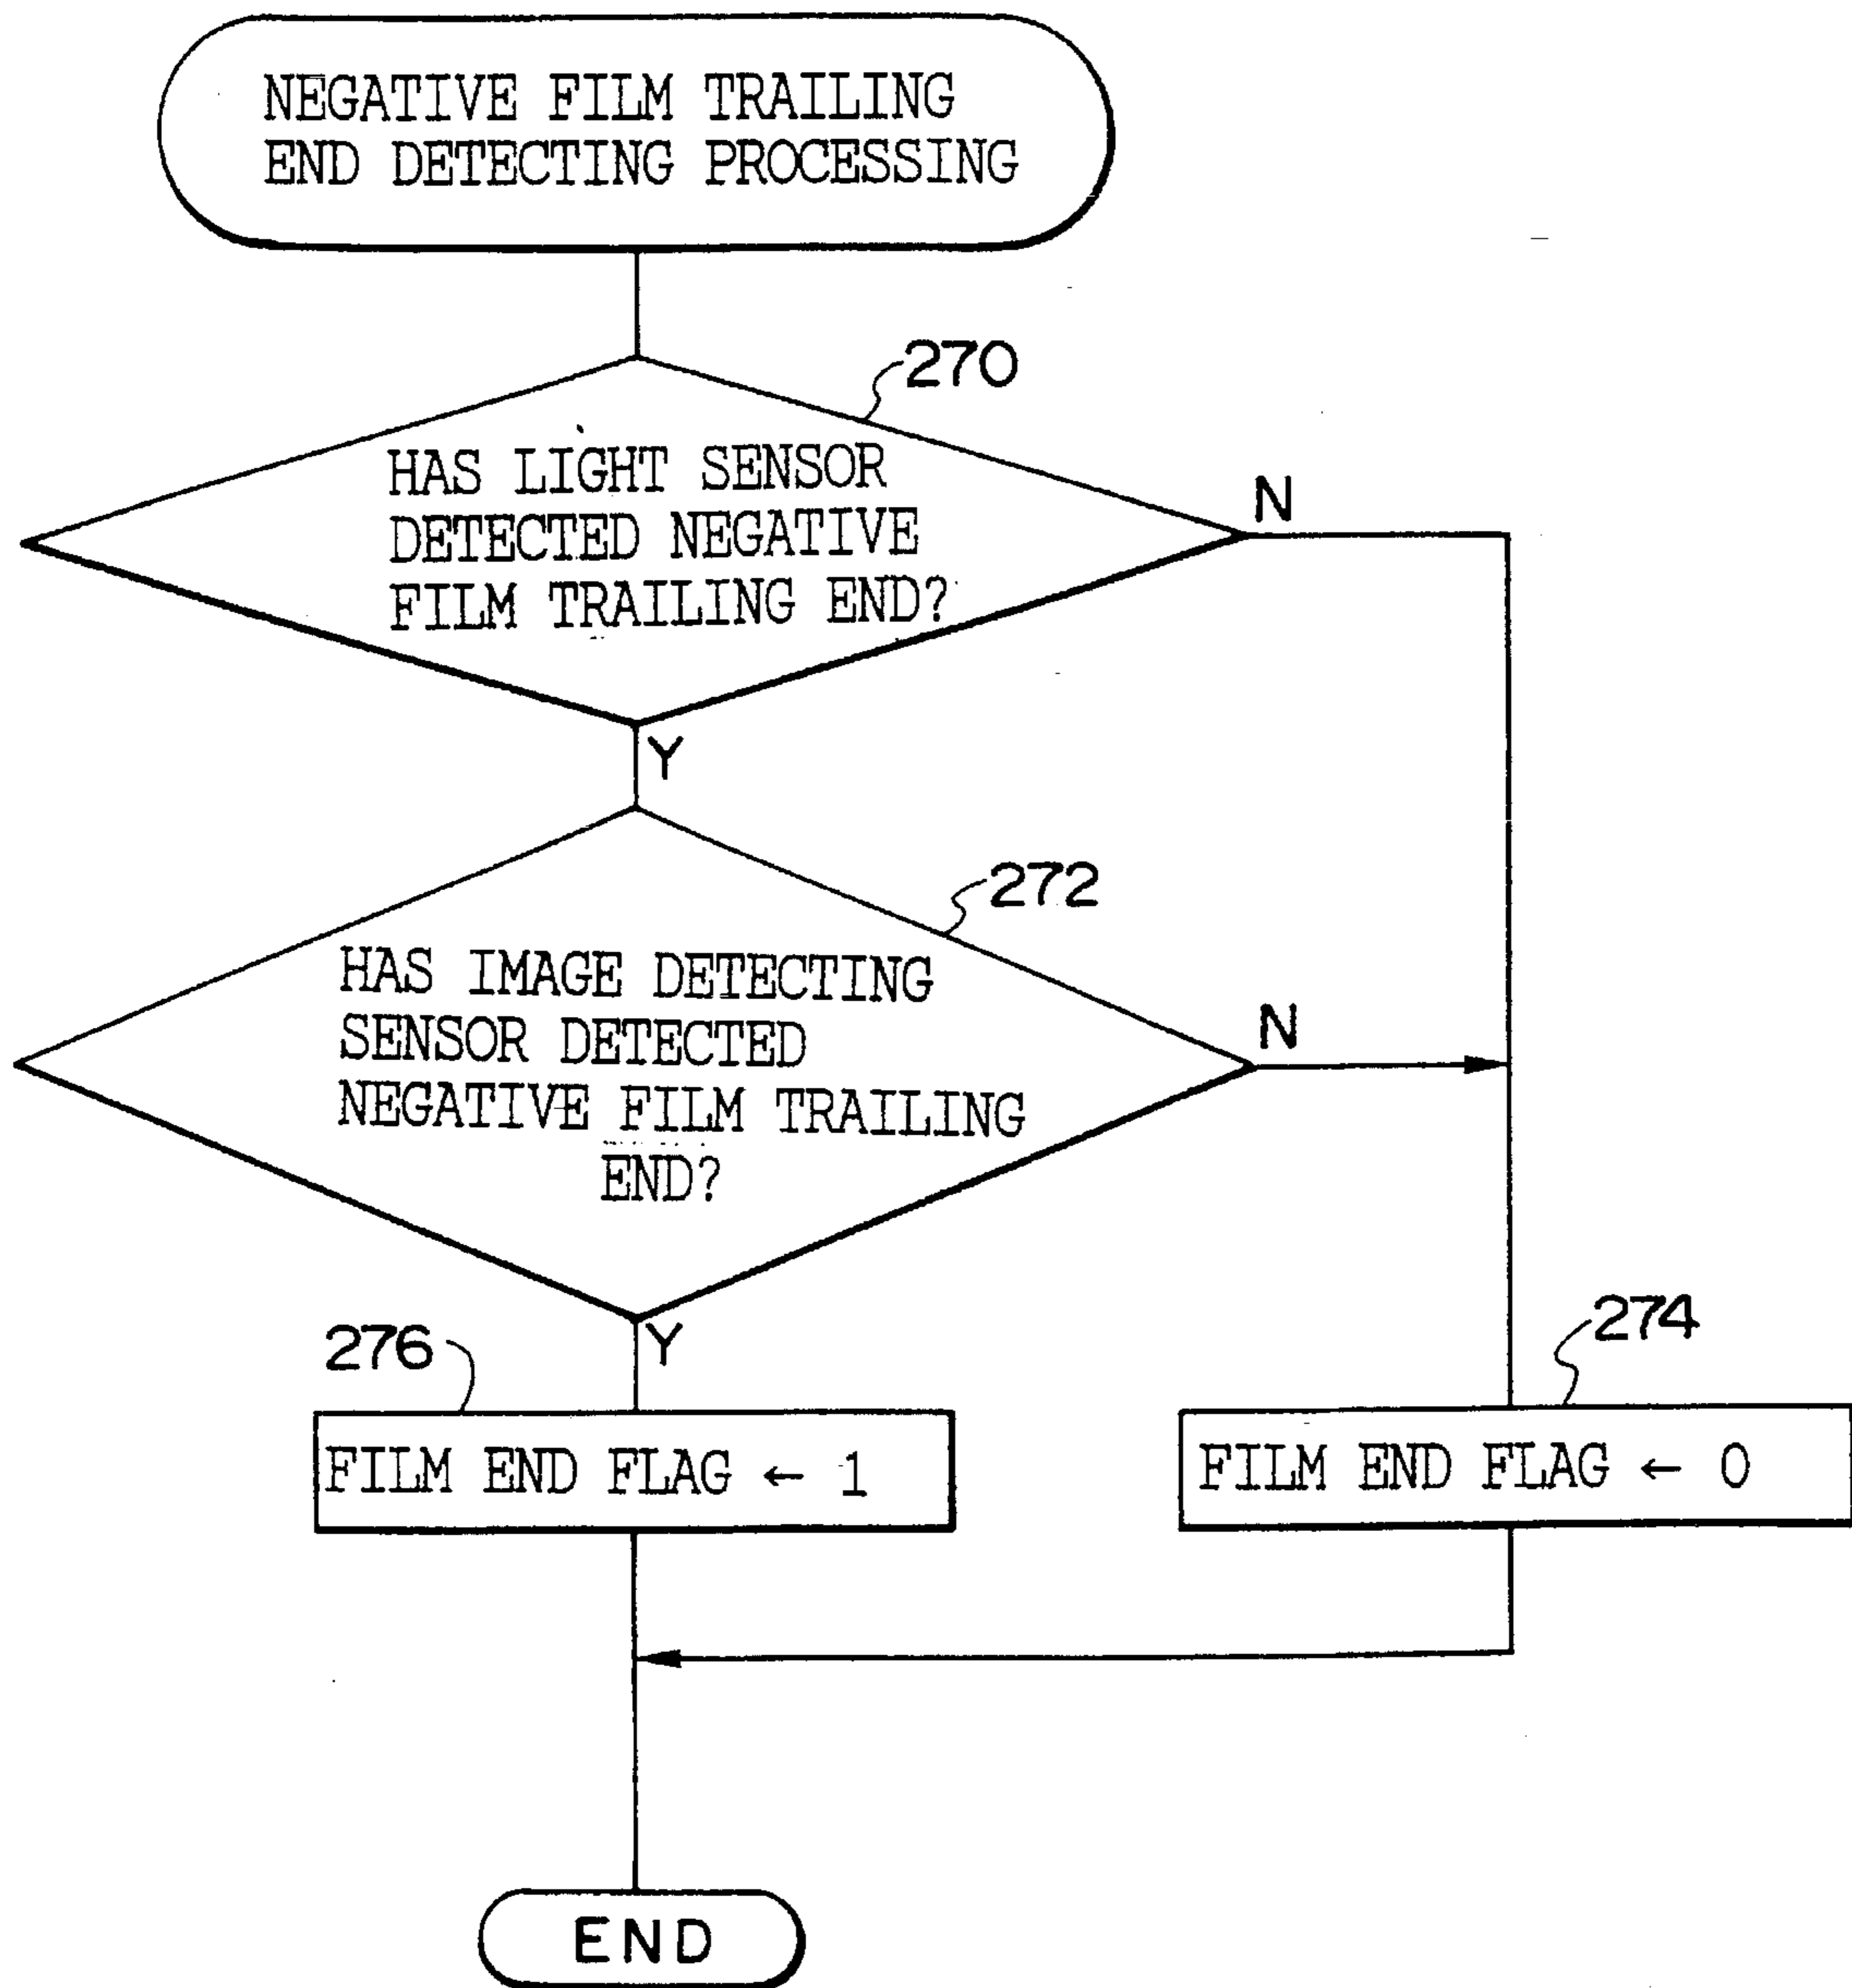 NEGATIVE FILM TRAILING
END DETECTING PROCESSING
270
HAS LIGHT SENSOR
DETECTED NEGATIVE
FILM TRAILING END?
N
Y
272
HAS IMAGE DETECTING
SENSOR DETECTED
NEGATIVE FILM TRAILING
END?
N
Y
276
FILM END FLAG ← 1
274
FILM END FLAG ← 0
END